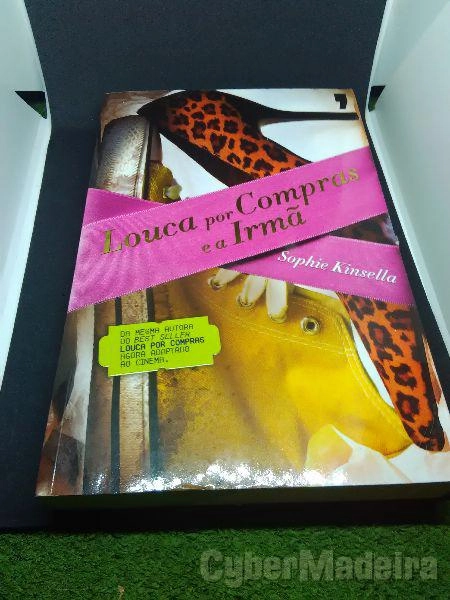 Louca por Compras
e a Irmã
Sophie Kinsella
DA MESMA AUTORA
DO BEST SELLER
LOUCA POR COMPRAS
AGORA ADAPTADO
AO CINEMA.
CyberMadeira